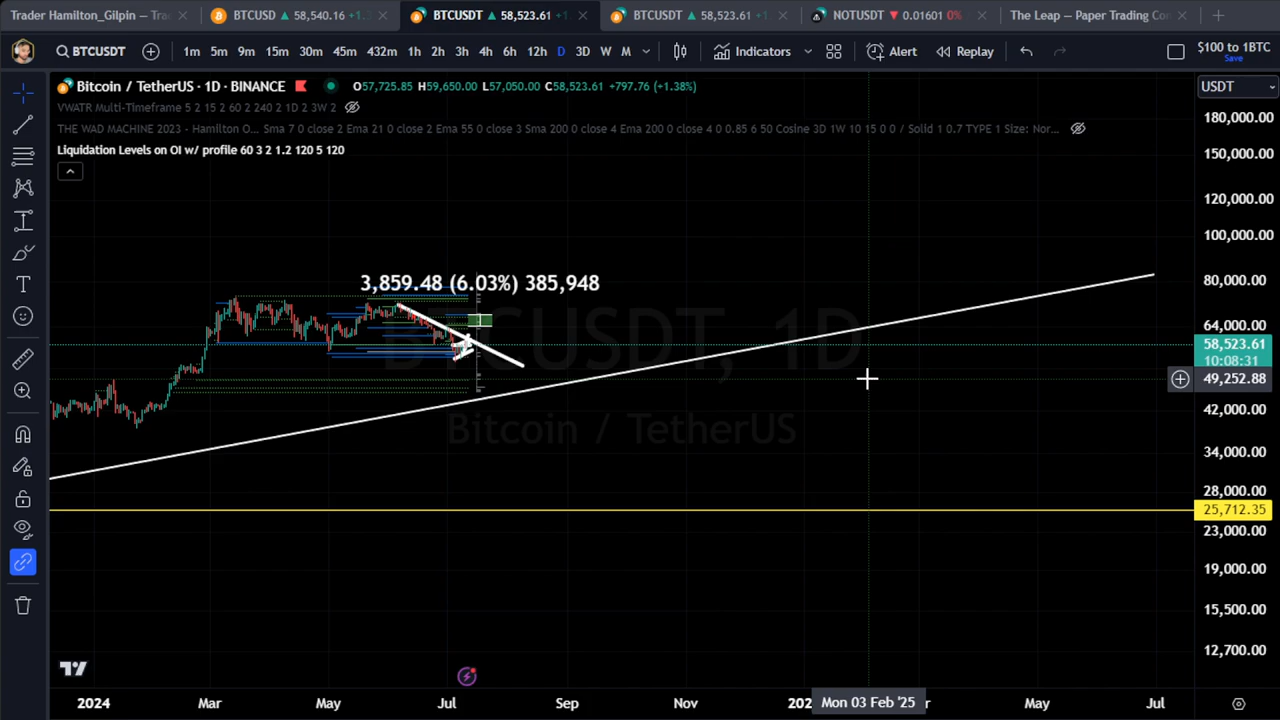 Trader Hamilton_Gilpin — Tra
BTCUSD ▲ 58,540.16 +1.
BTCUSDT ▲ 58,523.61 +1
BTCUSDT ▲ 58,523.61 +1
NOTUSDT ▼ 0.01601 0%
The Leap — Paper Trading Co
BTCUSDT
1m 5m 9m 15m 30m 45m 432m 1h 2h 3h 4h 6h 12h D 3D W M
Indicators
Alert
Replay
$100 to 1BTC
Save
Bitcoin / TetherUS · 1D · BINANCE O57,725.85 H59,650.00 L57,050.00 C58,523.61 +797.76 (+1.38%)
USDT
VWATR Multi-Timeframe 5 2 15 2 60 2 240 2 1D 2 3W 2
THE WAD MACHINE 2023 - Hamilton O... Sma 7 0 close 2 Ema 21 0 close 2 Ema 55 0 close 3 Sma 200 0 close 4 Ema 200 0 close 4 0 0.85 6 50 Cosine 3D 1W 10 15 0 0 / Solid 1 0.7 TYPE 1 Size: Nor...
Liquidation Levels on OI w/ profile 60 3 2 1.2 120 5 120
180,000.00
150,000.00
120,000.00
100,000.00
80,000.00
3,859.48 (6.03%) 385,948
64,000.00
BTCUSDT, 1D
58,523.61
10:08:31
49,252.88
42,000.00
Bitcoin / TetherUS
34,000.00
28,000.00
25,712.35
23,000.00
19,000.00
15,500.00
12,700.00
2024 Mar May Jul Sep Nov Mon 03 Feb '25 May Jul